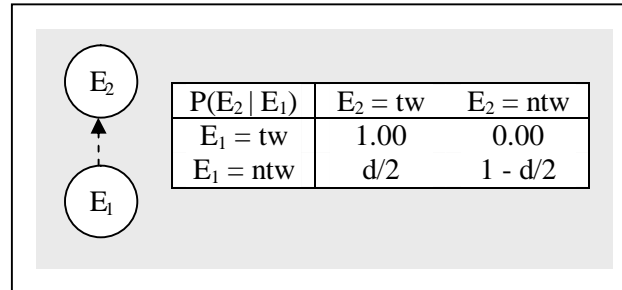 E₂
P(E₂ | E₁) E₂ = tw E₂ = ntw
E₁ = tw 1.00 0.00
E₁ = ntw d/2 1 - d/2
E₁